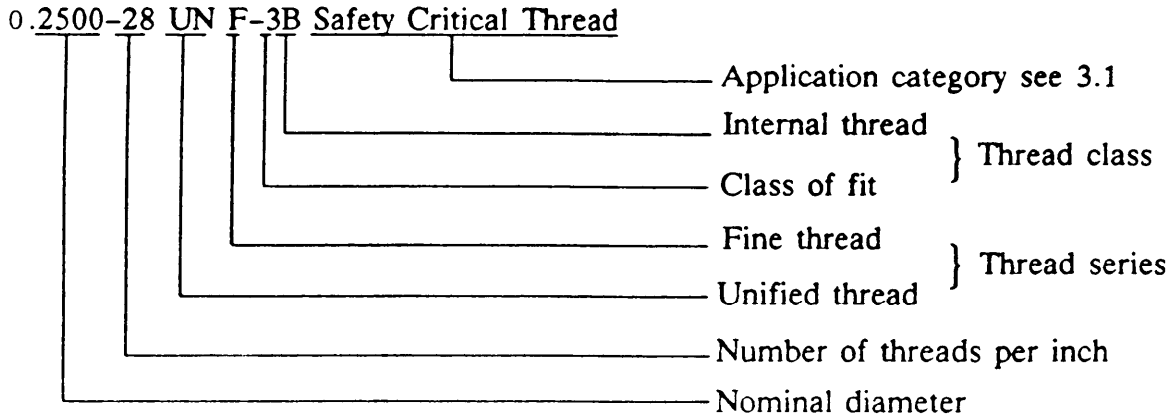 0.2500-28 UN F-3B Safety Critical Thread
Application category see 3.1
Internal thread
} Thread class
Class of fit
Fine thread
} Thread series
Unified thread
Number of threads per inch
Nominal diameter